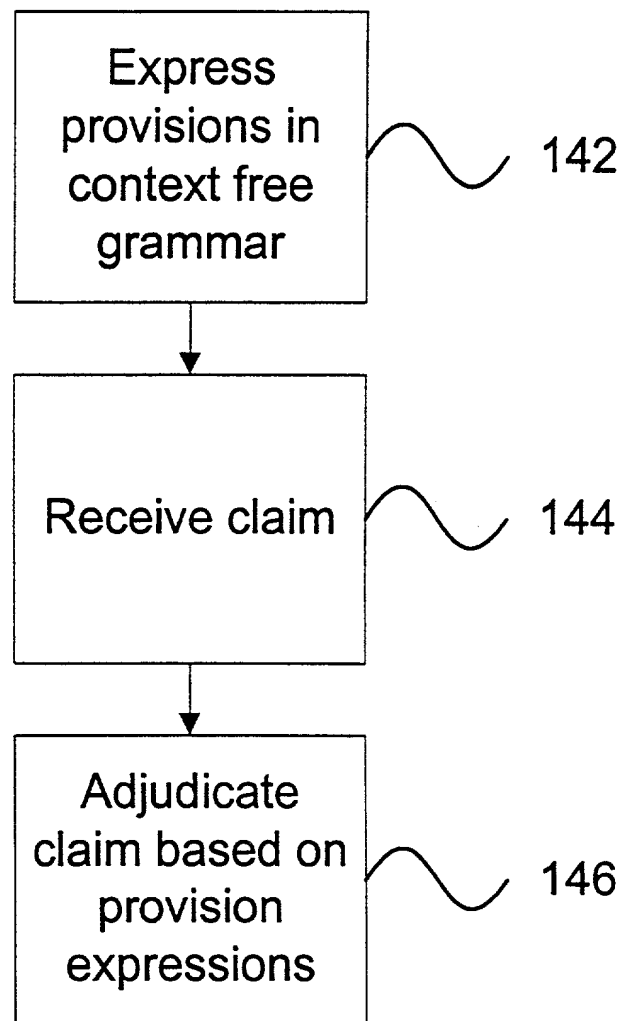 Express
provisions in
context free
grammar
142
Receive claim
144
Adjudicate
claim based on
provision
expressions
146